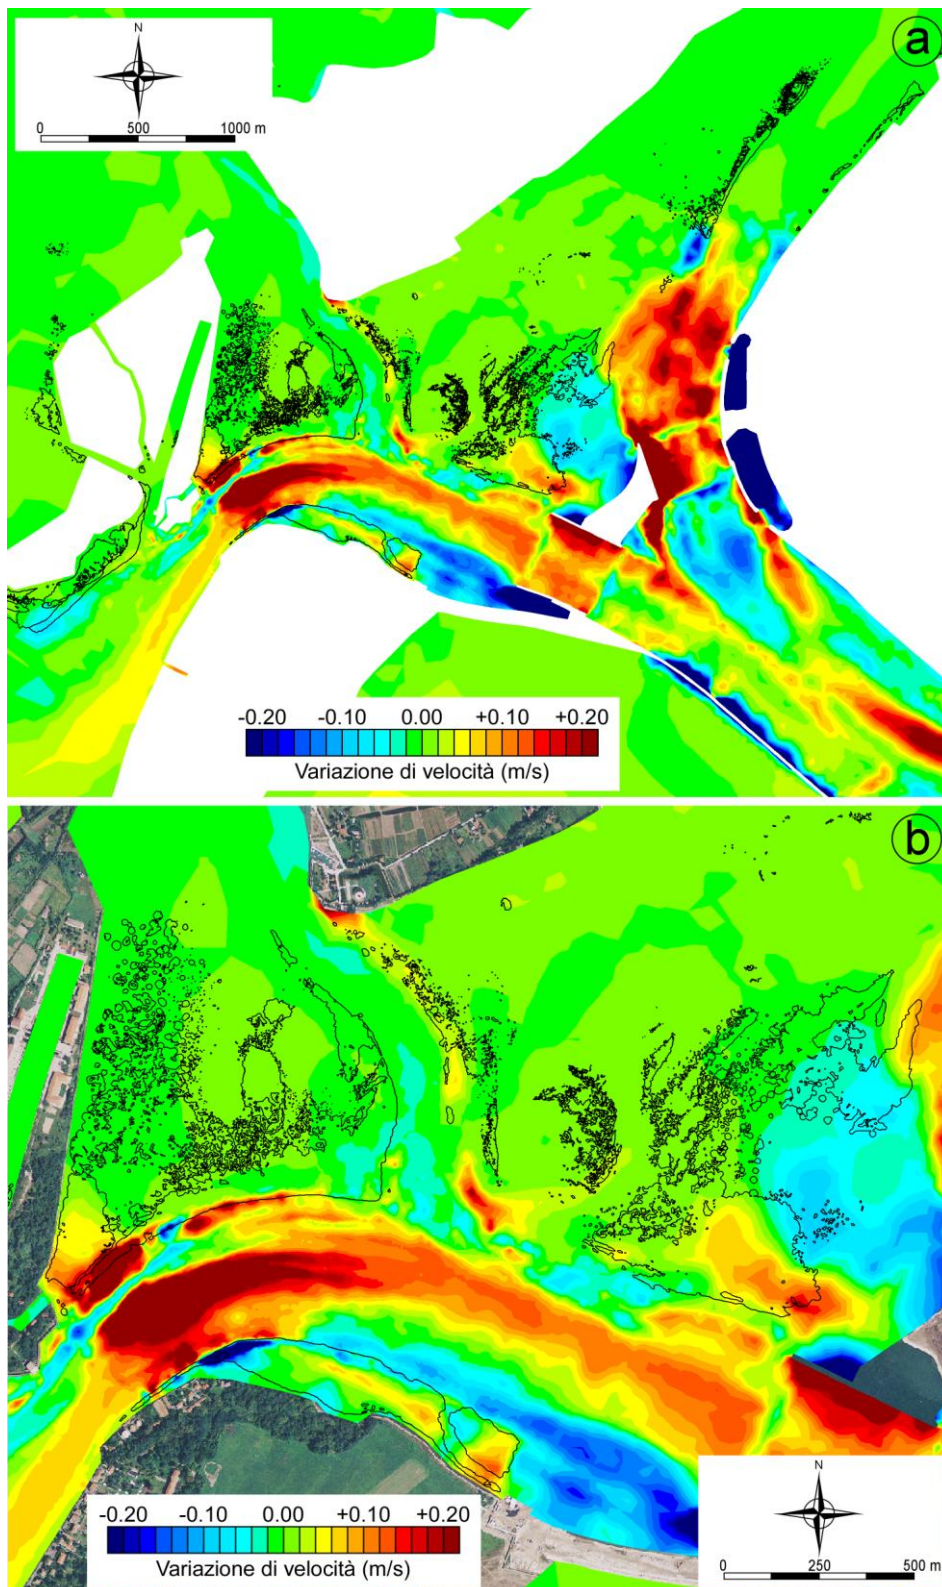 N
a
0 500 1000 m
-0.20 -0.10 0.00 +0.10 +0.20
Variazione di velocità (m/s)
b
-0.20 -0.10 0.00 +0.10 +0.20
Variazione di velocità (m/s)
N
0 250 500 m